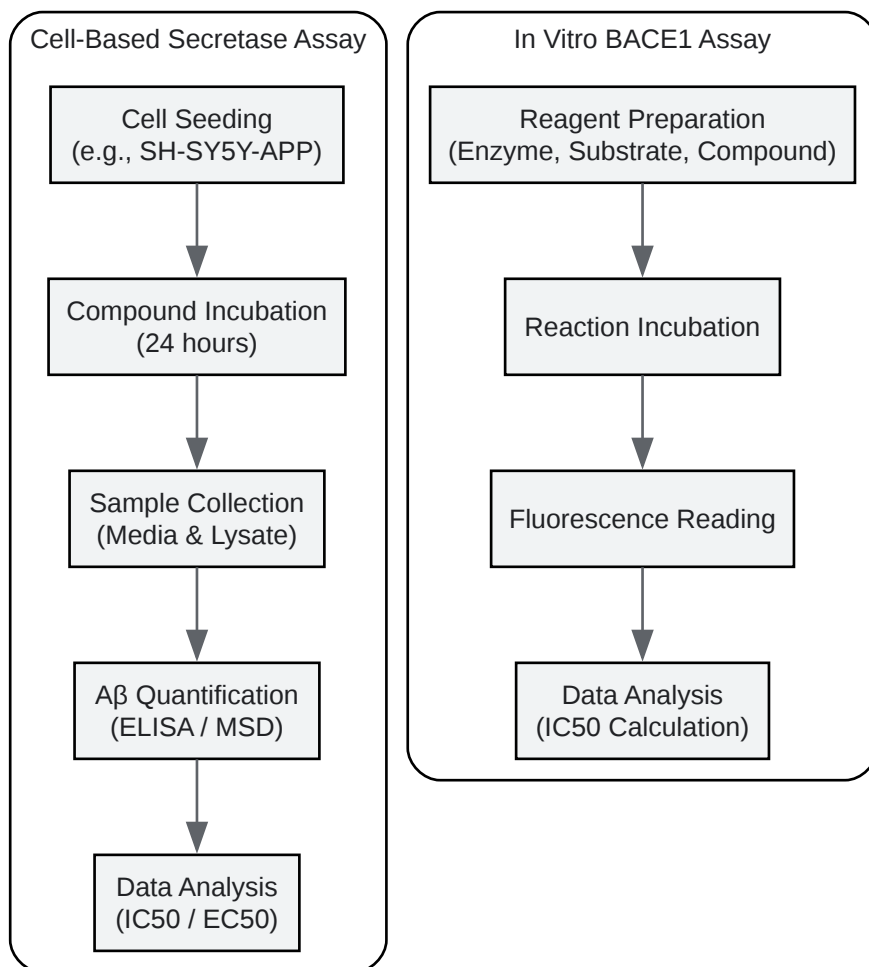 Cell-Based Secretase Assay
Cell Seeding
(e.g., SH-SY5Y-APP)
Compound Incubation
(24 hours)
Sample Collection
(Media & Lysate)
Aβ Quantification
(ELISA / MSD)
Data Analysis
(IC50 / EC50)
In Vitro BACE1 Assay
Reagent Preparation
(Enzyme, Substrate, Compound)
Reaction Incubation
Fluorescence Reading
Data Analysis
(IC50 Calculation)